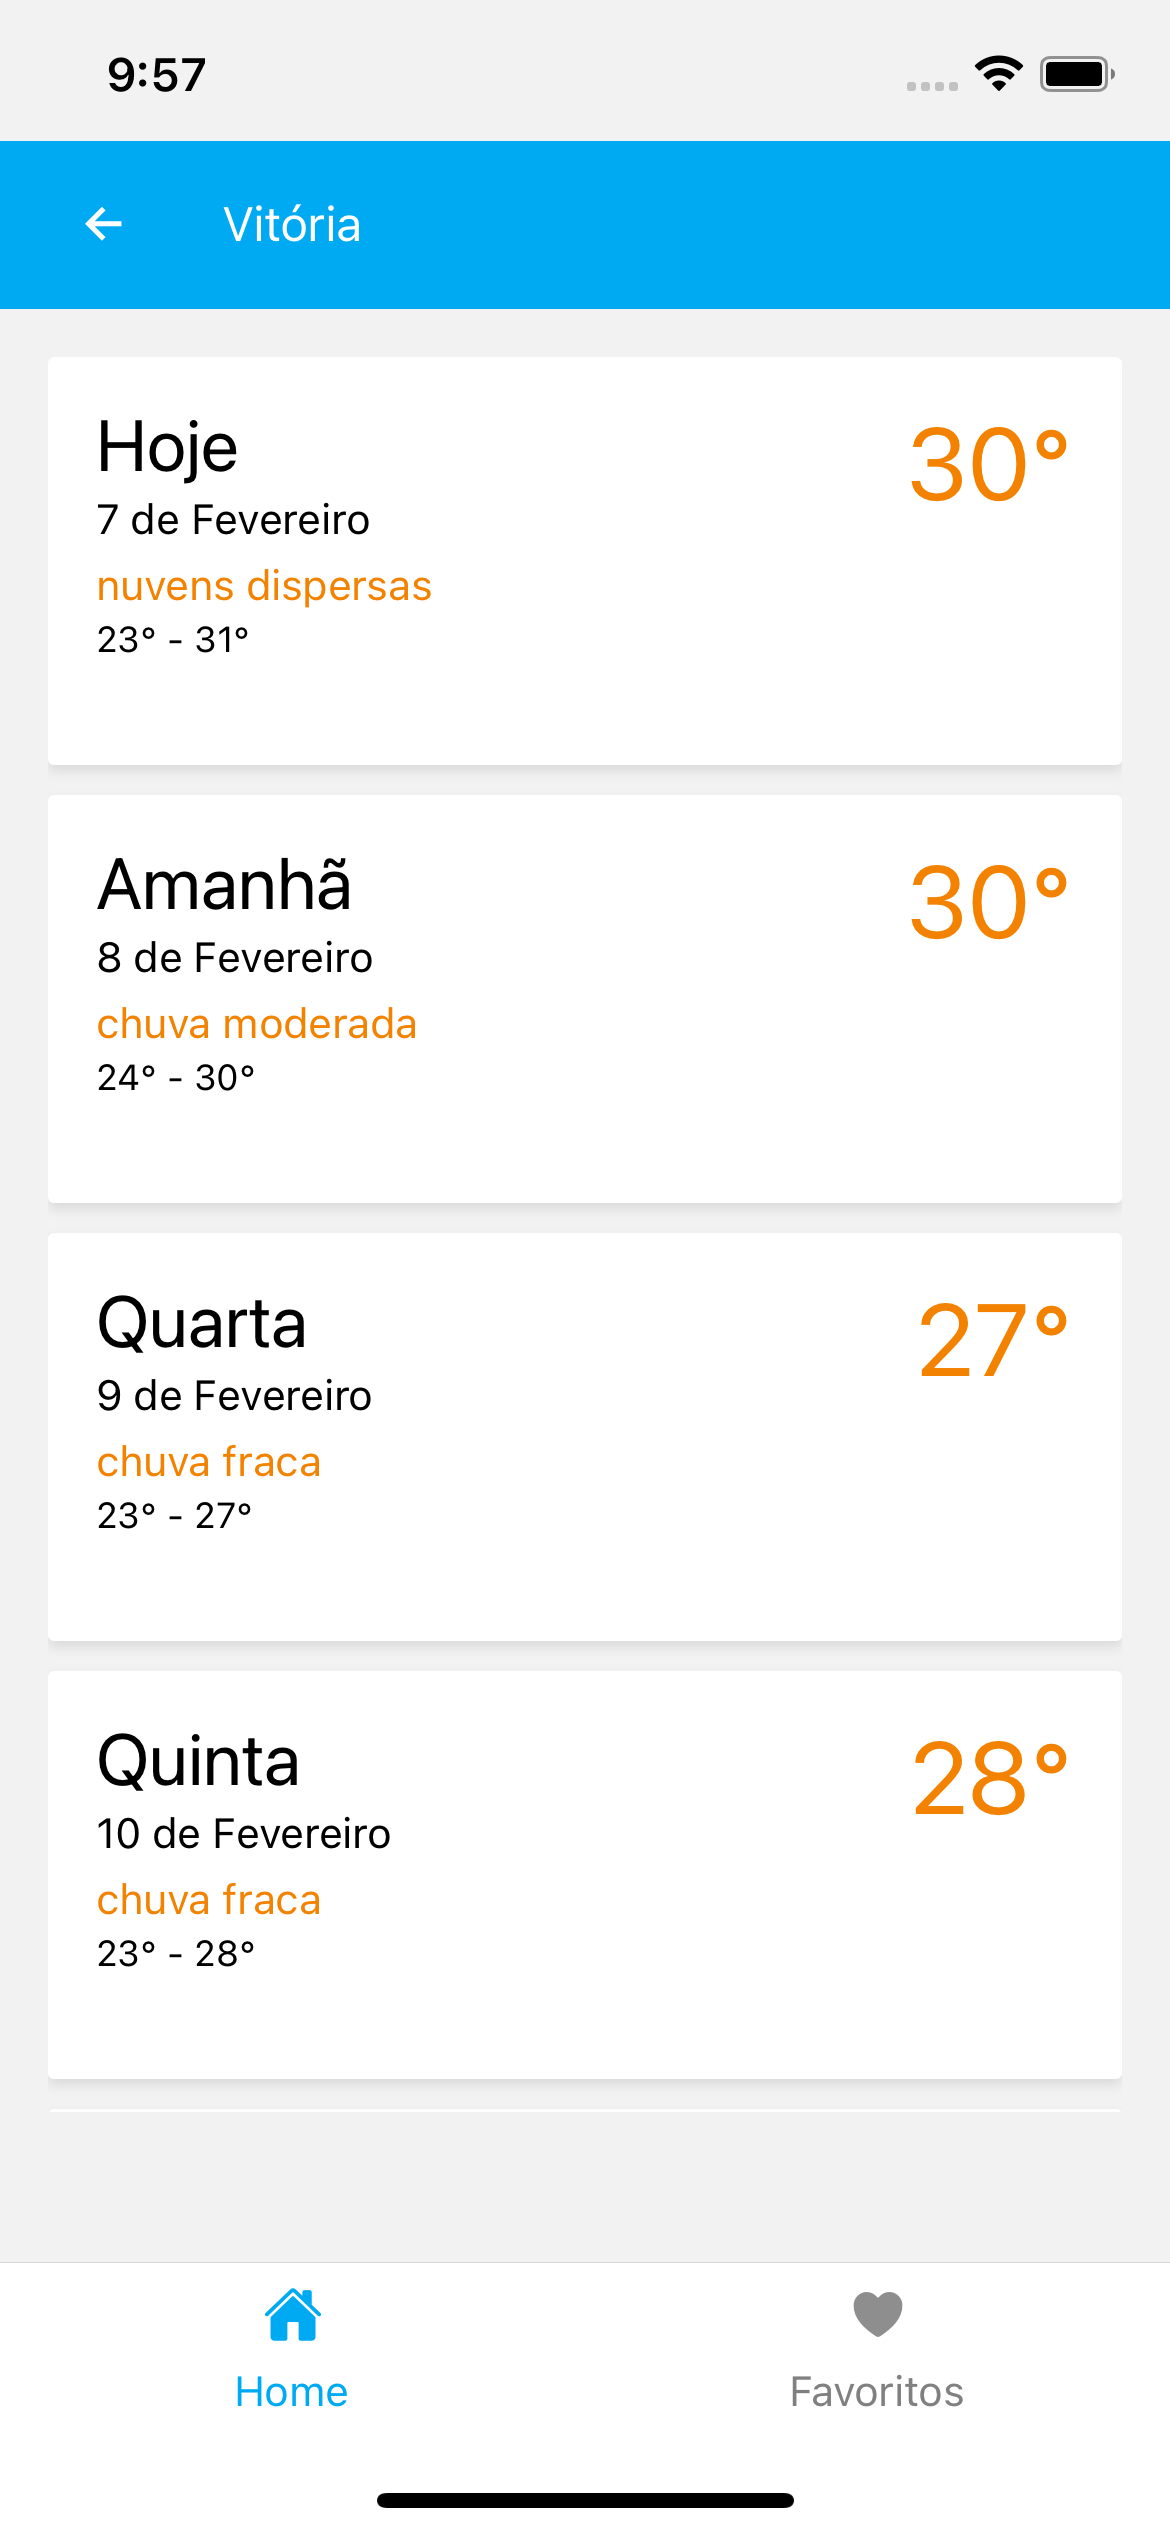 9:57
Vitória
Hoje
30°
7 de Fevereiro
nuvens dispersas
23° - 31°
Amanhã
30°
8 de Fevereiro
chuva moderada
24° - 30°
Quarta
27°
9 de Fevereiro
chuva fraca
23° - 27°
Quinta
28°
10 de Fevereiro
chuva fraca
23° - 28°
Home
Favoritos